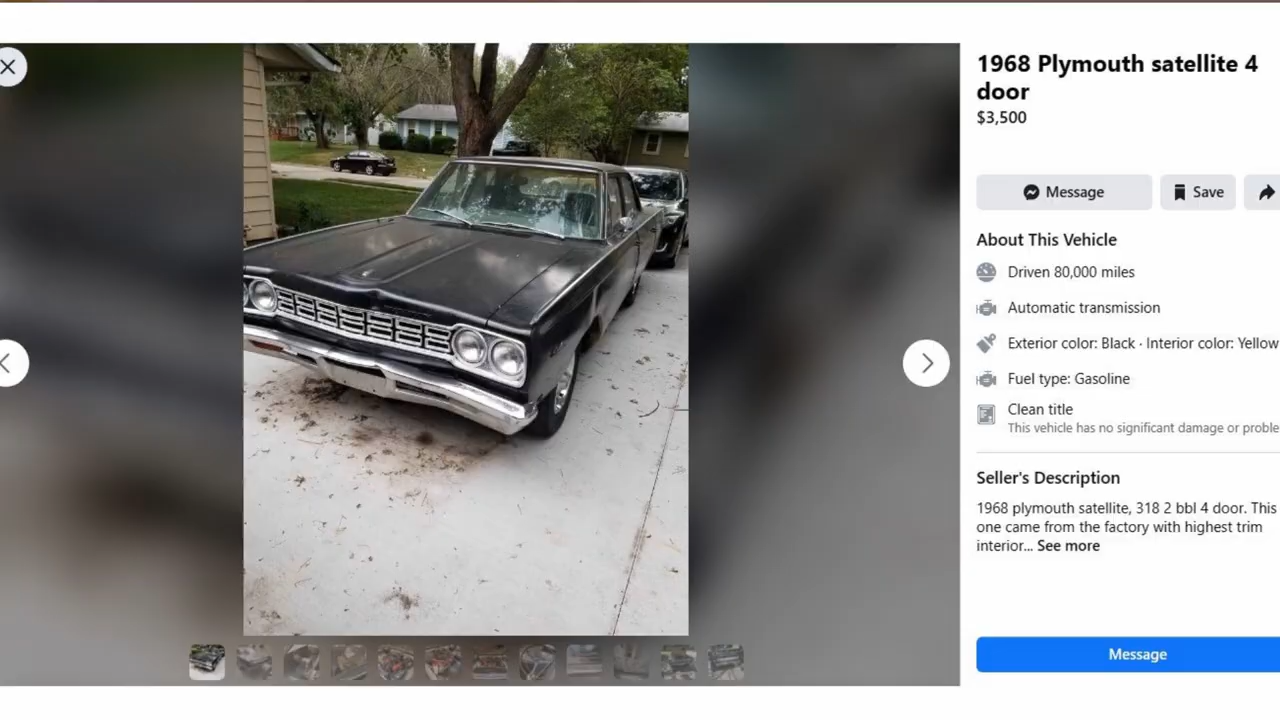 1968 Plymouth satellite 4
door
$3,500
Message
Save
About This Vehicle
Driven 80,000 miles
Automatic transmission
Exterior color: Black · Interior color: Yellow
Fuel type: Gasoline
Clean title
This vehicle has no significant damage or proble
Seller's Description
1968 plymouth satellite, 318 2 bbl 4 door. This
one came from the factory with highest trim
interior... See more
Message